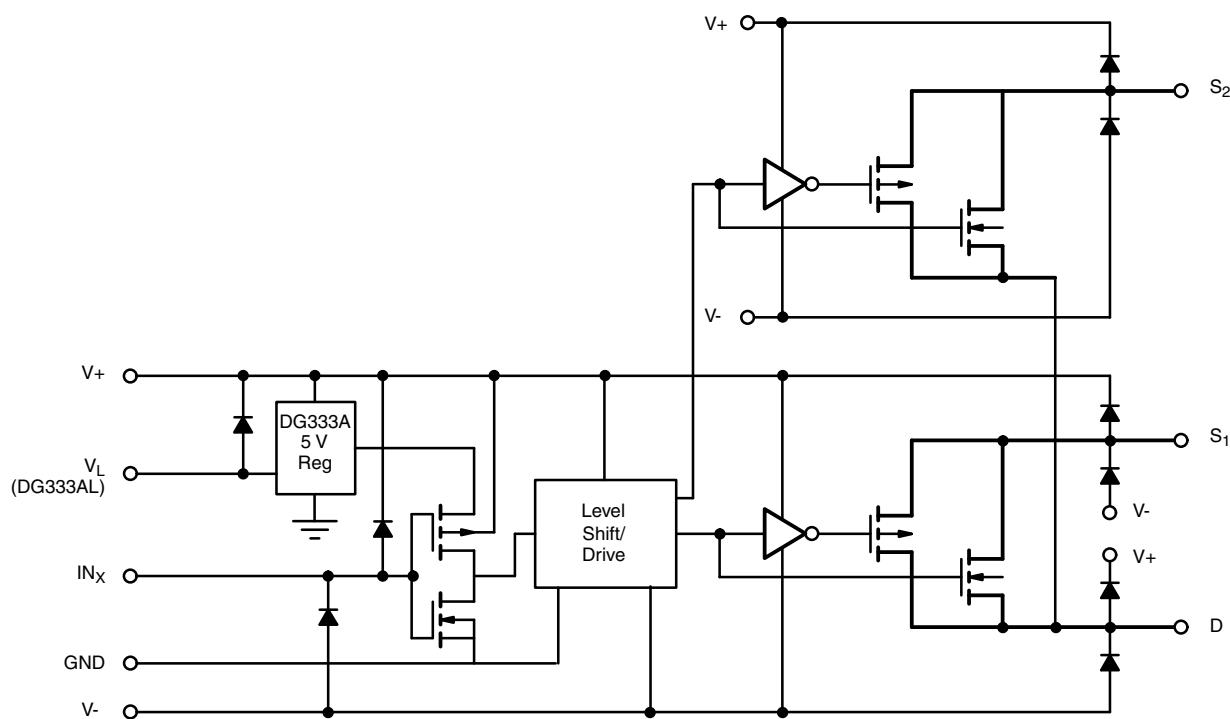 V+
S2
V-
V+
DG333A
5 V
Reg
VL
(DG333AL)
S1
Level
Shift/
Drive
V-
V+
INX
D
GND
V-